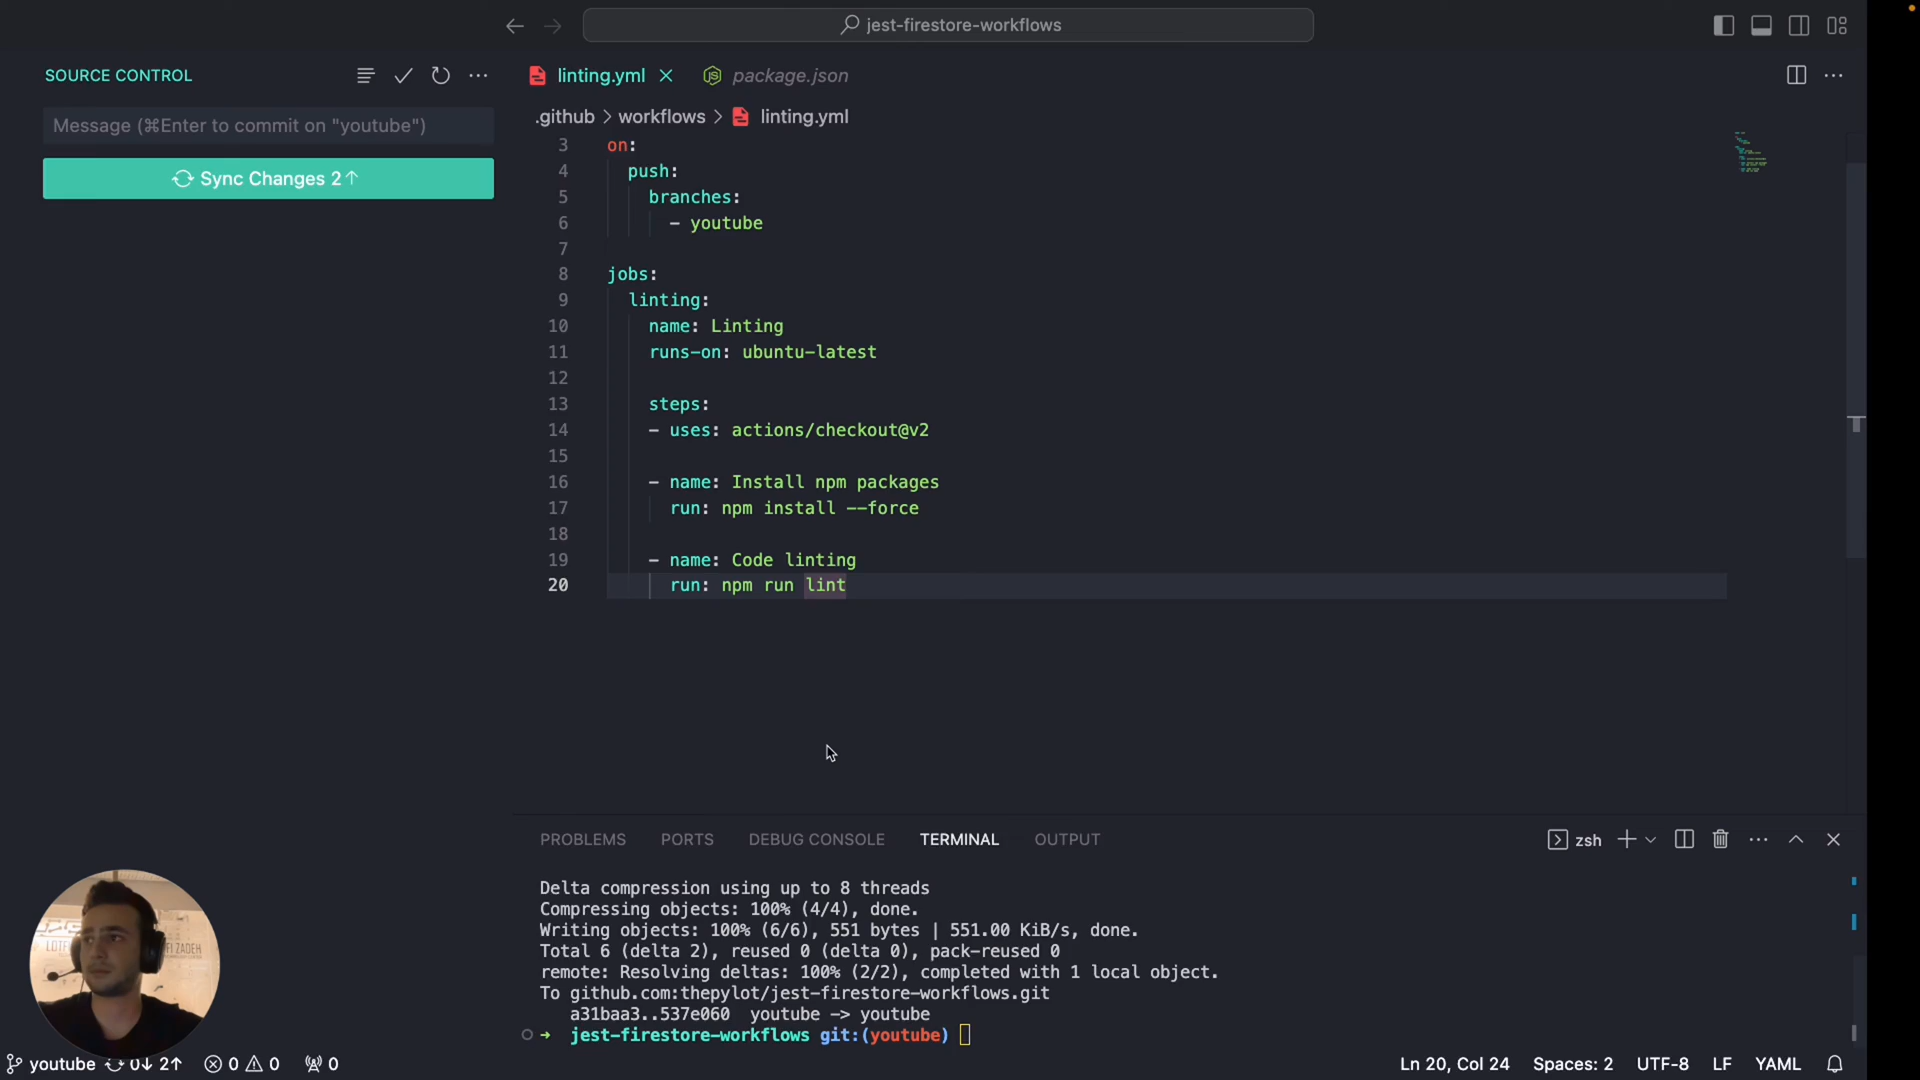 jest-firestore-workflows
SOURCE CONTROL
Message (⌘Enter to commit on "youtube")
Sync Changes 2↑
linting.yml
package.json
.github > workflows > linting.yml
3 on:
4 push:
5 branches:
6 - youtube
7
8 jobs:
9 linting:
10 name: Linting
11 runs-on: ubuntu-latest
12
13 steps:
14 - uses: actions/checkout@v2
15
16 - name: Install npm packages
17 run: npm install --force
18
19 - name: Code linting
20 run: npm run lint
PROBLEMS PORTS DEBUG CONSOLE TERMINAL OUTPUT
zsh
Delta compression using up to 8 threads
Compressing objects: 100% (4/4), done.
Writing objects: 100% (6/6), 551 bytes | 551.00 KiB/s, done.
Total 6 (delta 2), reused 0 (delta 0), pack-reused 0
remote: Resolving deltas: 100% (2/2), completed with 1 local object.
To github.com:thepylot/jest-firestore-workflows.git
a31baa3..537e060 youtube -> youtube
➜ jest-firestore-workflows git:(youtube)
youtube 0↓ 2↑ 0 0 0
Ln 20, Col 24 Spaces: 2 UTF-8 LF YAML